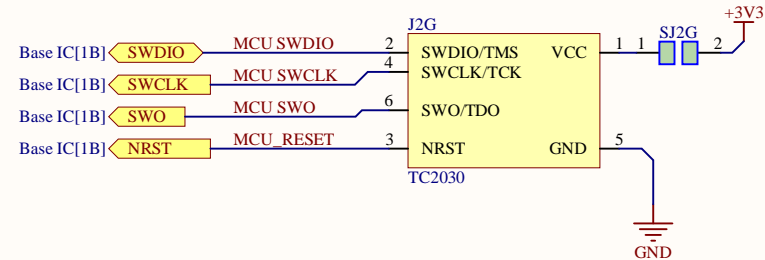 +3V3
J2G
SJ2G
Base IC[1B] SWDIO MCU SWDIO 2 SWDIO/TMS VCC 1 1 2
Base IC[1B] SWCLK MCU SWCLK 4 SWCLK/TCK
Base IC[1B] SWO MCU SWO 6 SWO/TDO
Base IC[1B] NRST MCU_RESET 3 NRST GND 5
TC2030
GND